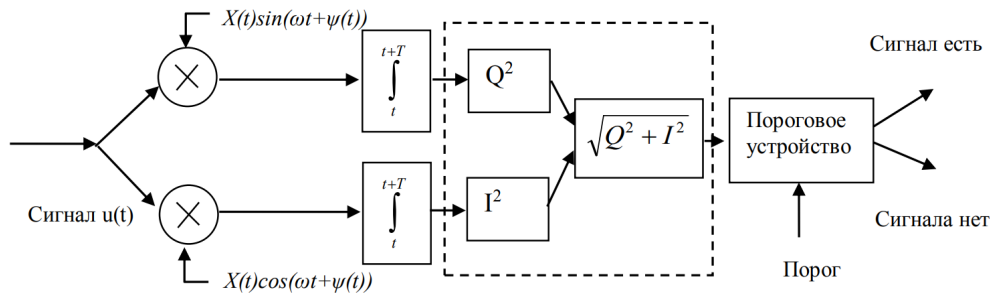 X(t)sin(ωt+ψ(t))
t+T
∫
t
Q²
√Q² + I²
Пороговое
устройство
Сигнал есть
Сигнала нет
Порог
Сигнал u(t)
t+T
∫
t
I²
X(t)cos(ωt+ψ(t))